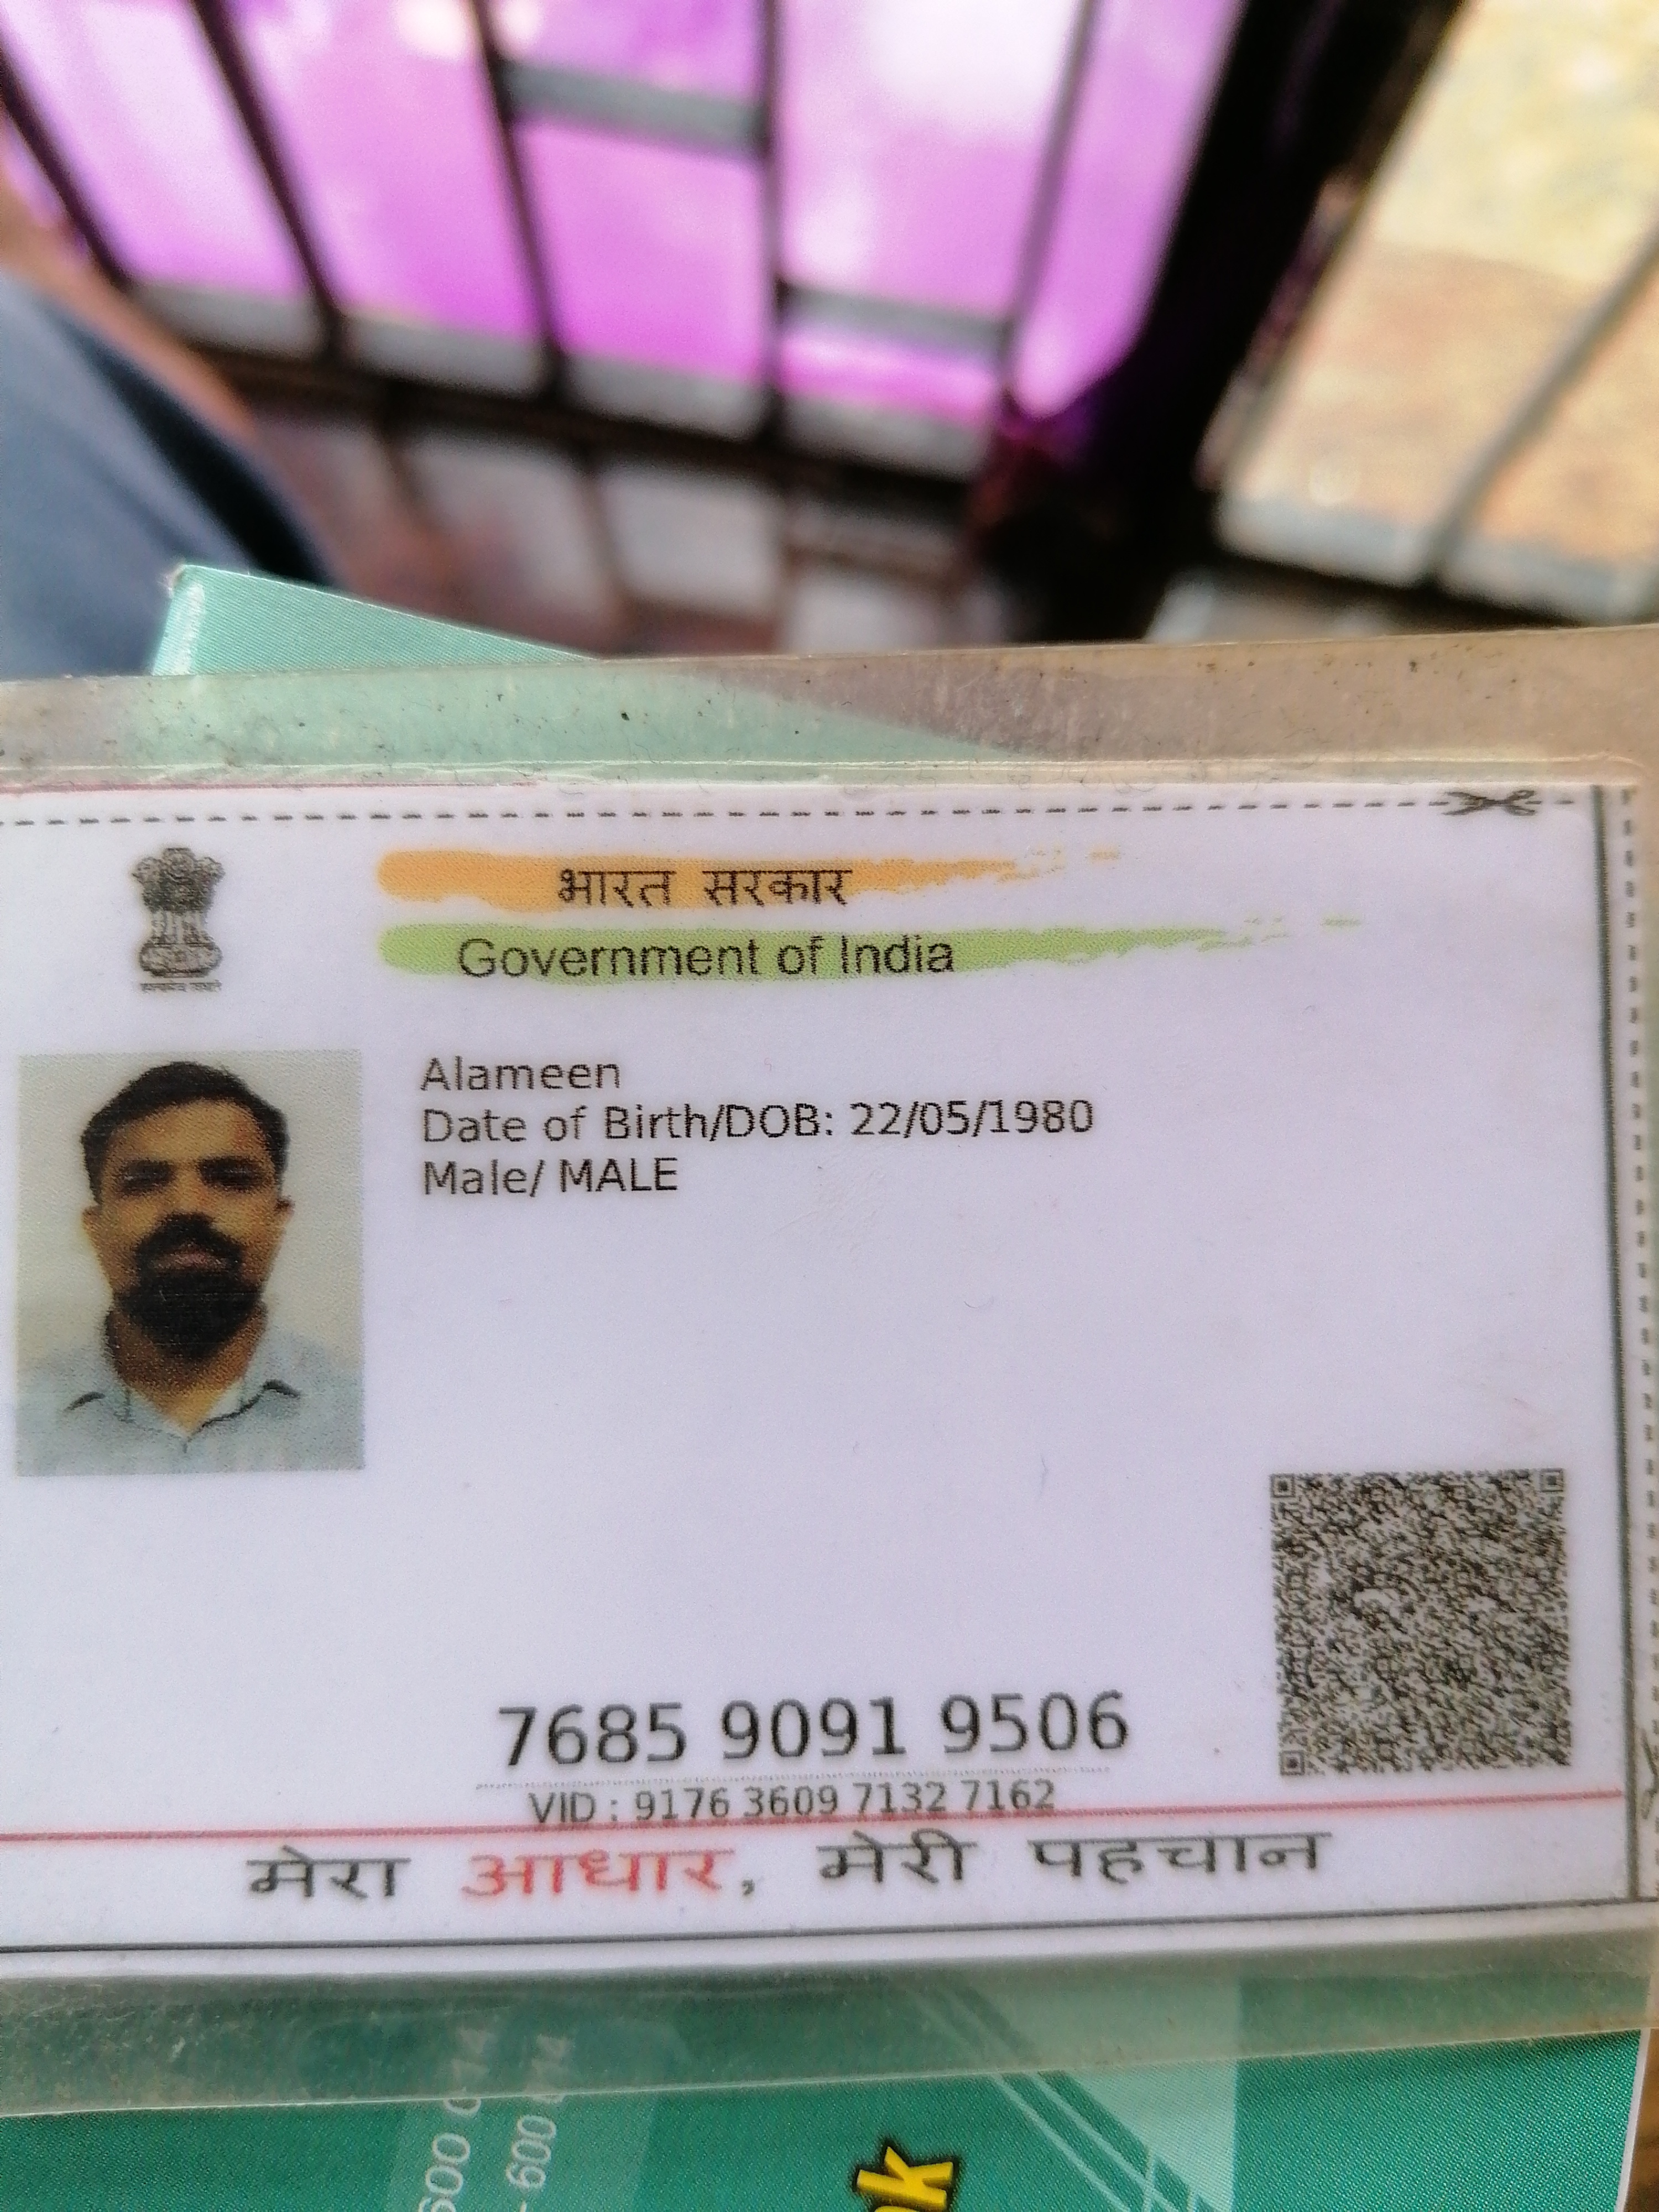 भारत सरकार
Government of India
Alameen
Date of Birth/DOB: 22/05/1980
Male/ MALE
7685 9091 9506
VID : 9176 3609 7132 7162
मेरा आधार, मेरी पहचान